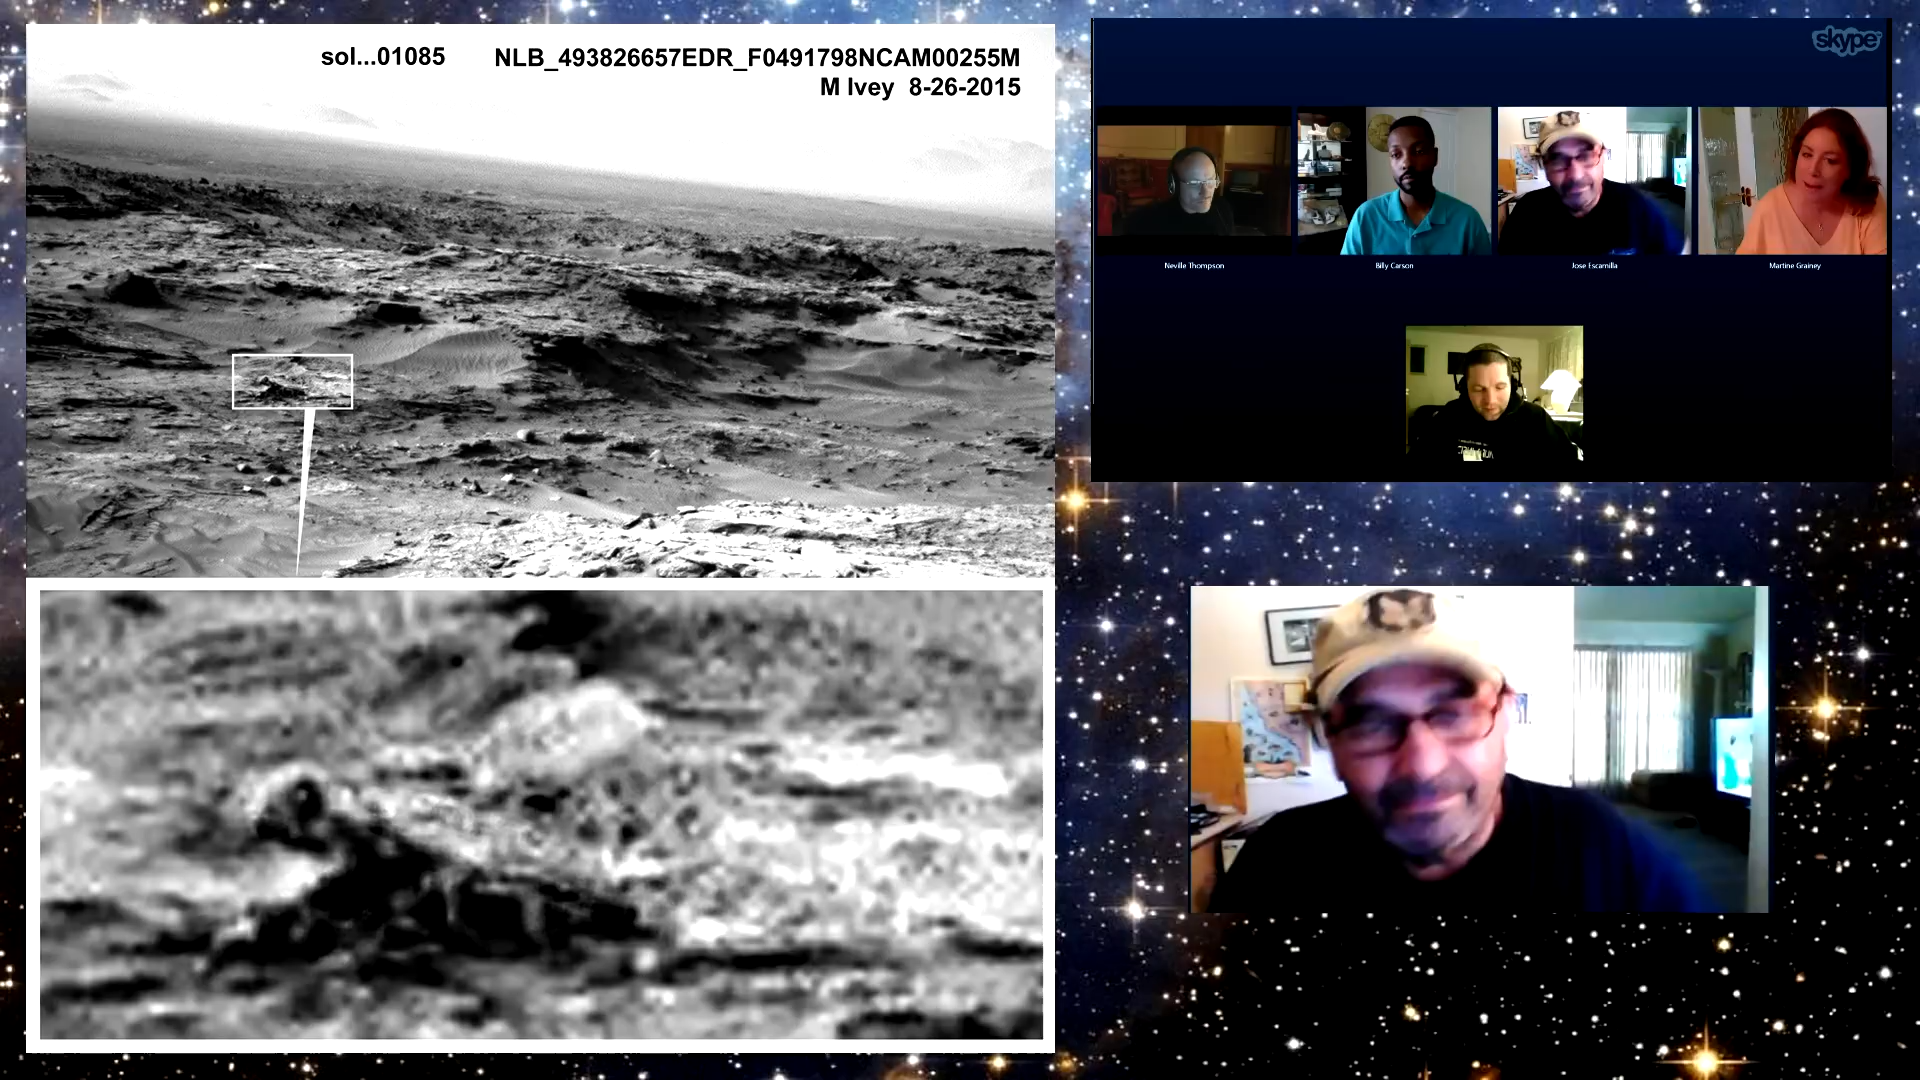 sol...01085
NLB_493826657EDR_F0491798NCAM00255M
M Ivey 8-26-2015
skype
Neville Thompson
Billy Carson
Jose Escamilla
Martine Grainey